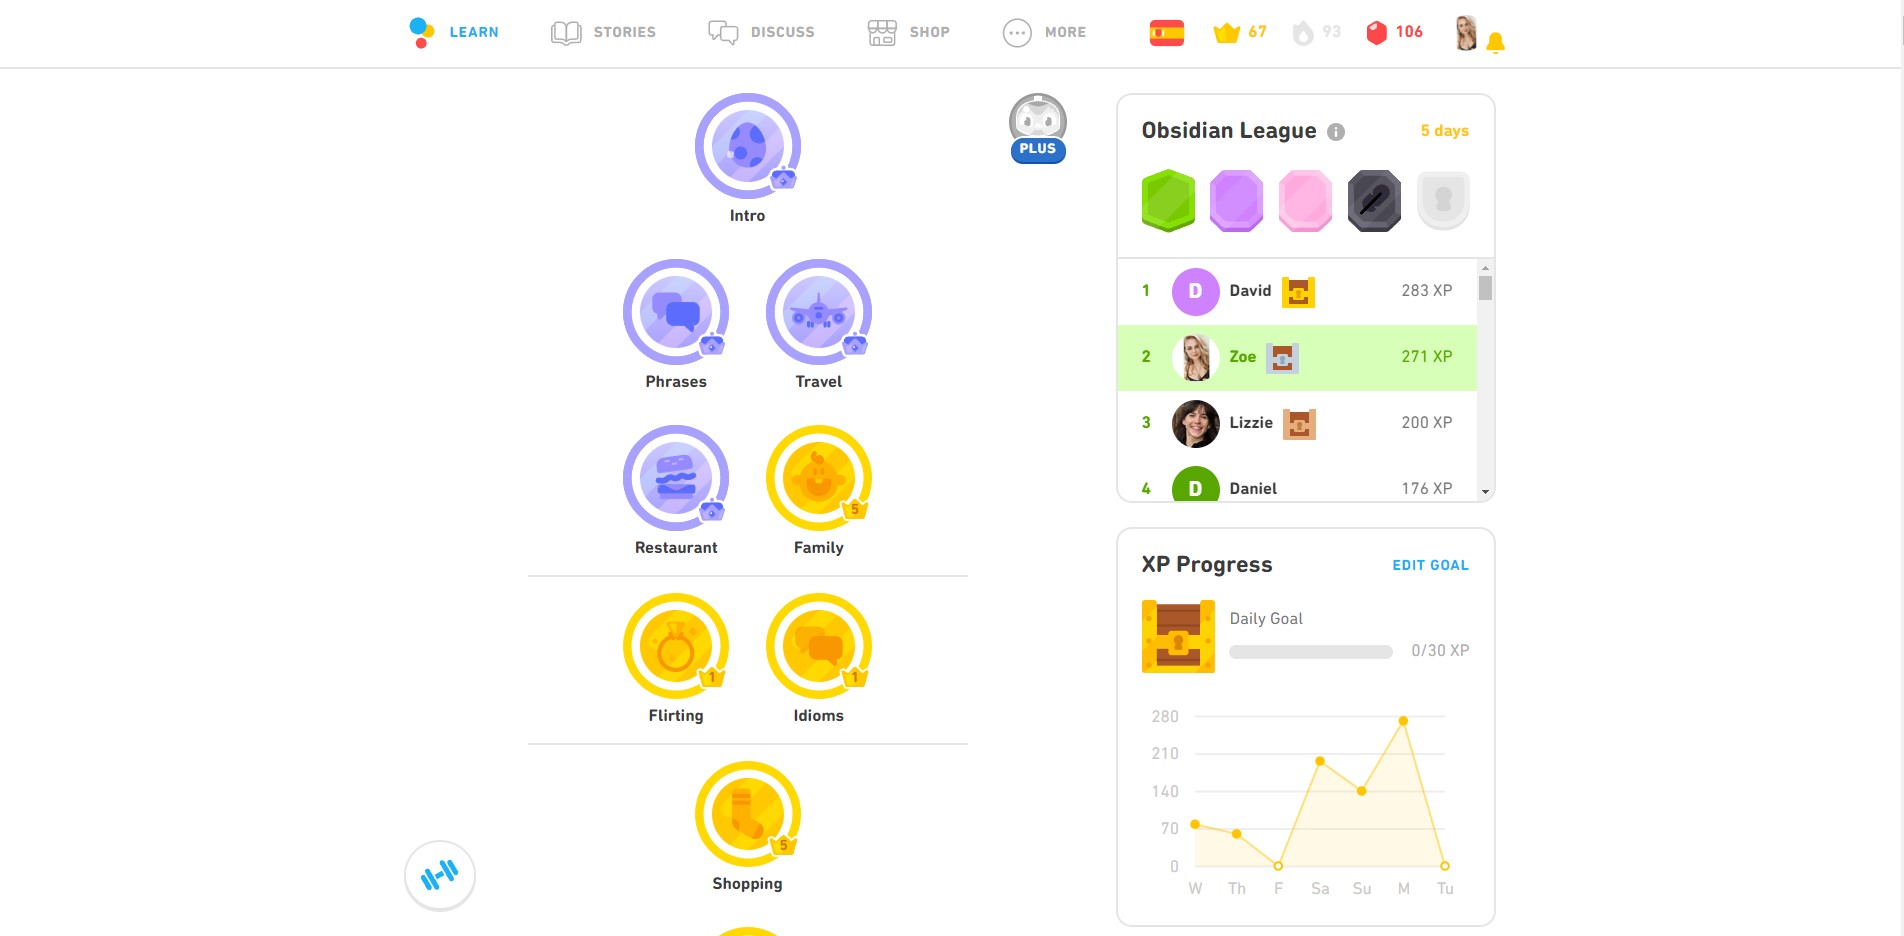 LEARN
STORIES
DISCUSS
SHOP
MORE
67
93
106
PLUS
Intro
Phrases
Travel
Restaurant
Family
5
Flirting
1
Idioms
1
Shopping
5
Obsidian League
5 days
1 D David 283 XP
2 Zoe 271 XP
3 Lizzie 200 XP
4 D Daniel 176 XP
XP Progress
EDIT GOAL
Daily Goal
0/30 XP
280
210
140
70
0
W Th F Sa Su M Tu